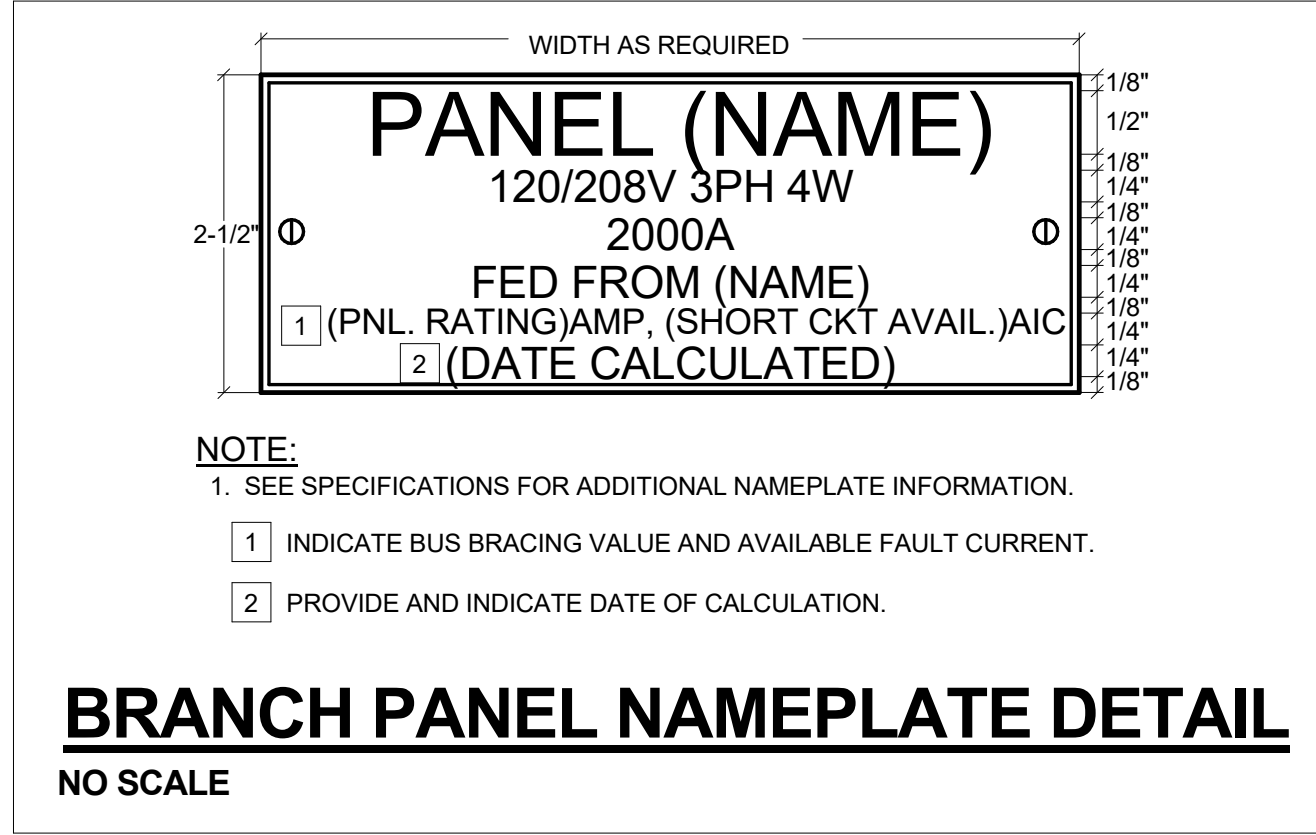 WIDTH AS REQUIRED
PANEL (NAME)
1/8"
1/2"
1/8"
120/208V 3PH 4W
1/4"
1/8"
2-1/2"
2000A
1/4"
1/8"
FED FROM (NAME)
1/4"
1/8"
1 (PNL. RATING)AMP, (SHORT CKT AVAIL.)AIC
1/4"
2 (DATE CALCULATED)
1/4"
1/8"
NOTE:
1. SEE SPECIFICATIONS FOR ADDITIONAL NAMEPLATE INFORMATION.
1 INDICATE BUS BRACING VALUE AND AVAILABLE FAULT CURRENT.
2 PROVIDE AND INDICATE DATE OF CALCULATION.
BRANCH PANEL NAMEPLATE DETAIL
NO SCALE